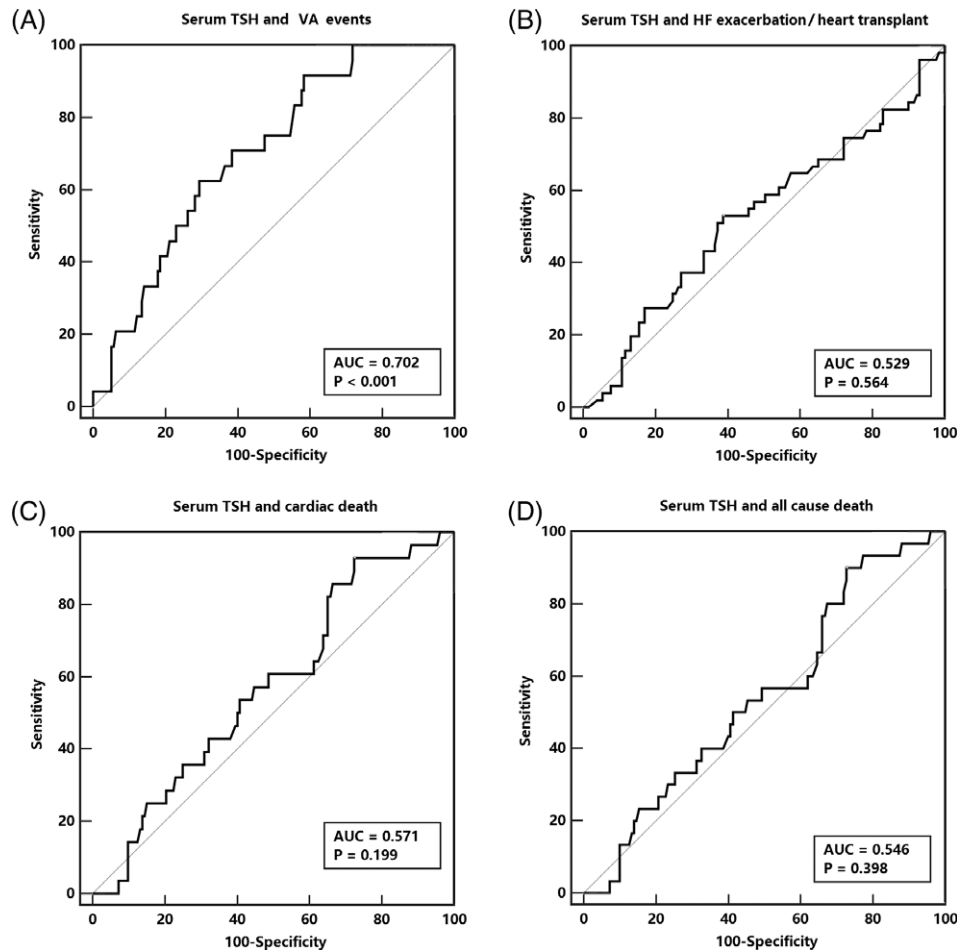 (A)
Serum TSH and VA events
100
80
60
40
20
0
Sensitivity
AUC = 0.702
P < 0.001
0 20 40 60 80 100
100-Specificity
(B)
Serum TSH and HF exacerbation/heart transplant
100
80
60
40
20
0
Sensitivity
AUC = 0.529
P = 0.564
0 20 40 60 80 100
100-Specificity
(C)
Serum TSH and cardiac death
100
80
60
40
20
0
Sensitivity
AUC = 0.571
P = 0.199
0 20 40 60 80 100
100-Specificity
(D)
Serum TSH and all cause death
100
80
60
40
20
0
Sensitivity
AUC = 0.546
P = 0.398
0 20 40 60 80 100
100-Specificity